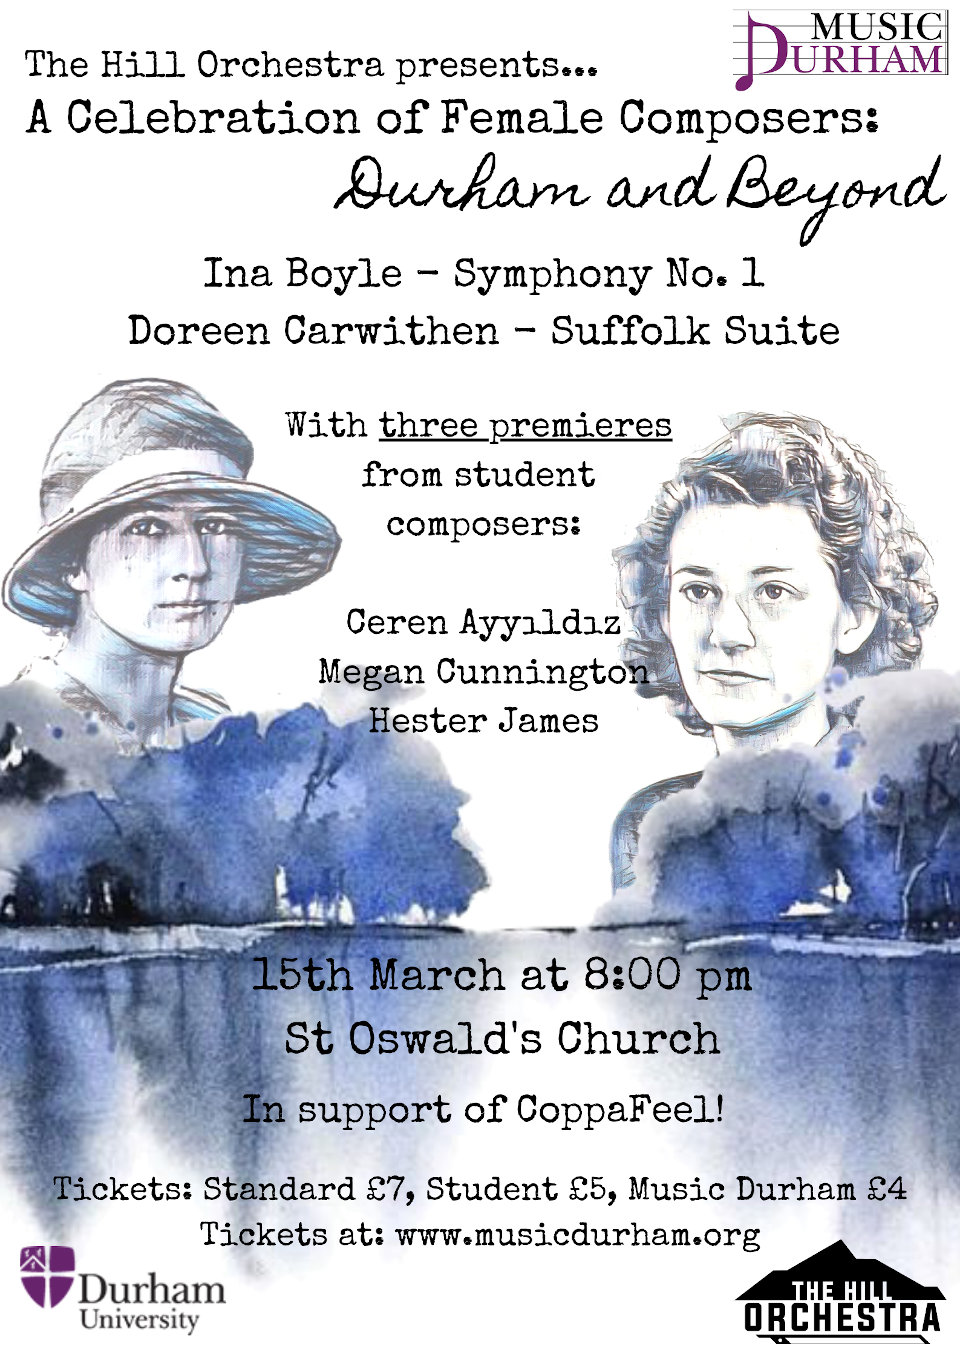 MUSIC
DURHAM
The Hill Orchestra presents...
A Celebration of Female Composers:
Durham and Beyond
Ina Boyle - Symphony No. 1
Doreen Carwithen - Suffolk Suite
With three premieres
from student
composers:
Ceren Ayyıldız
Megan Cunnington
Hester James
15th March at 8:00 pm
St Oswald's Church
In support of CoppaFeel!
Tickets: Standard £7, Student £5, Music Durham £4
Tickets at: www.musicdurham.org
Durham
University
THE HILL
ORCHESTRA